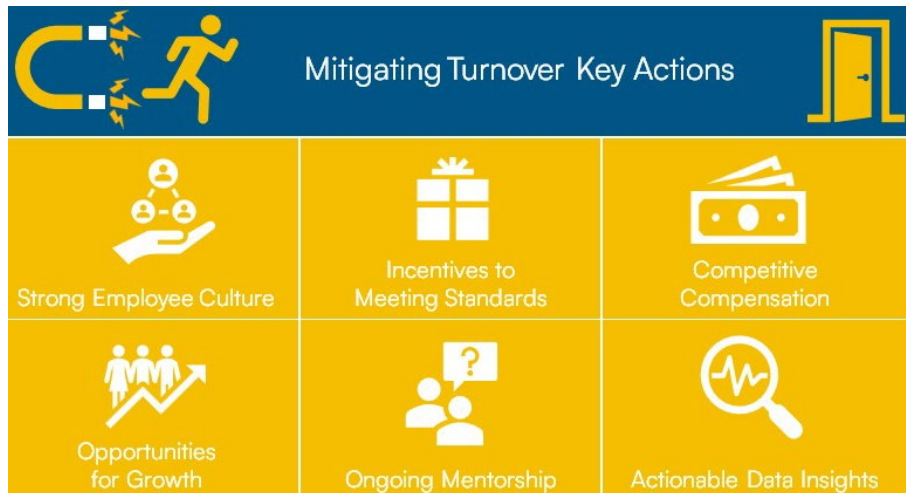 Mitigating Turnover Key Actions
Strong Employee Culture
Incentives to
Meeting Standards
Competitive
Compensation
Opportunities
for Growth
Ongoing Mentorship
Actionable Data Insights